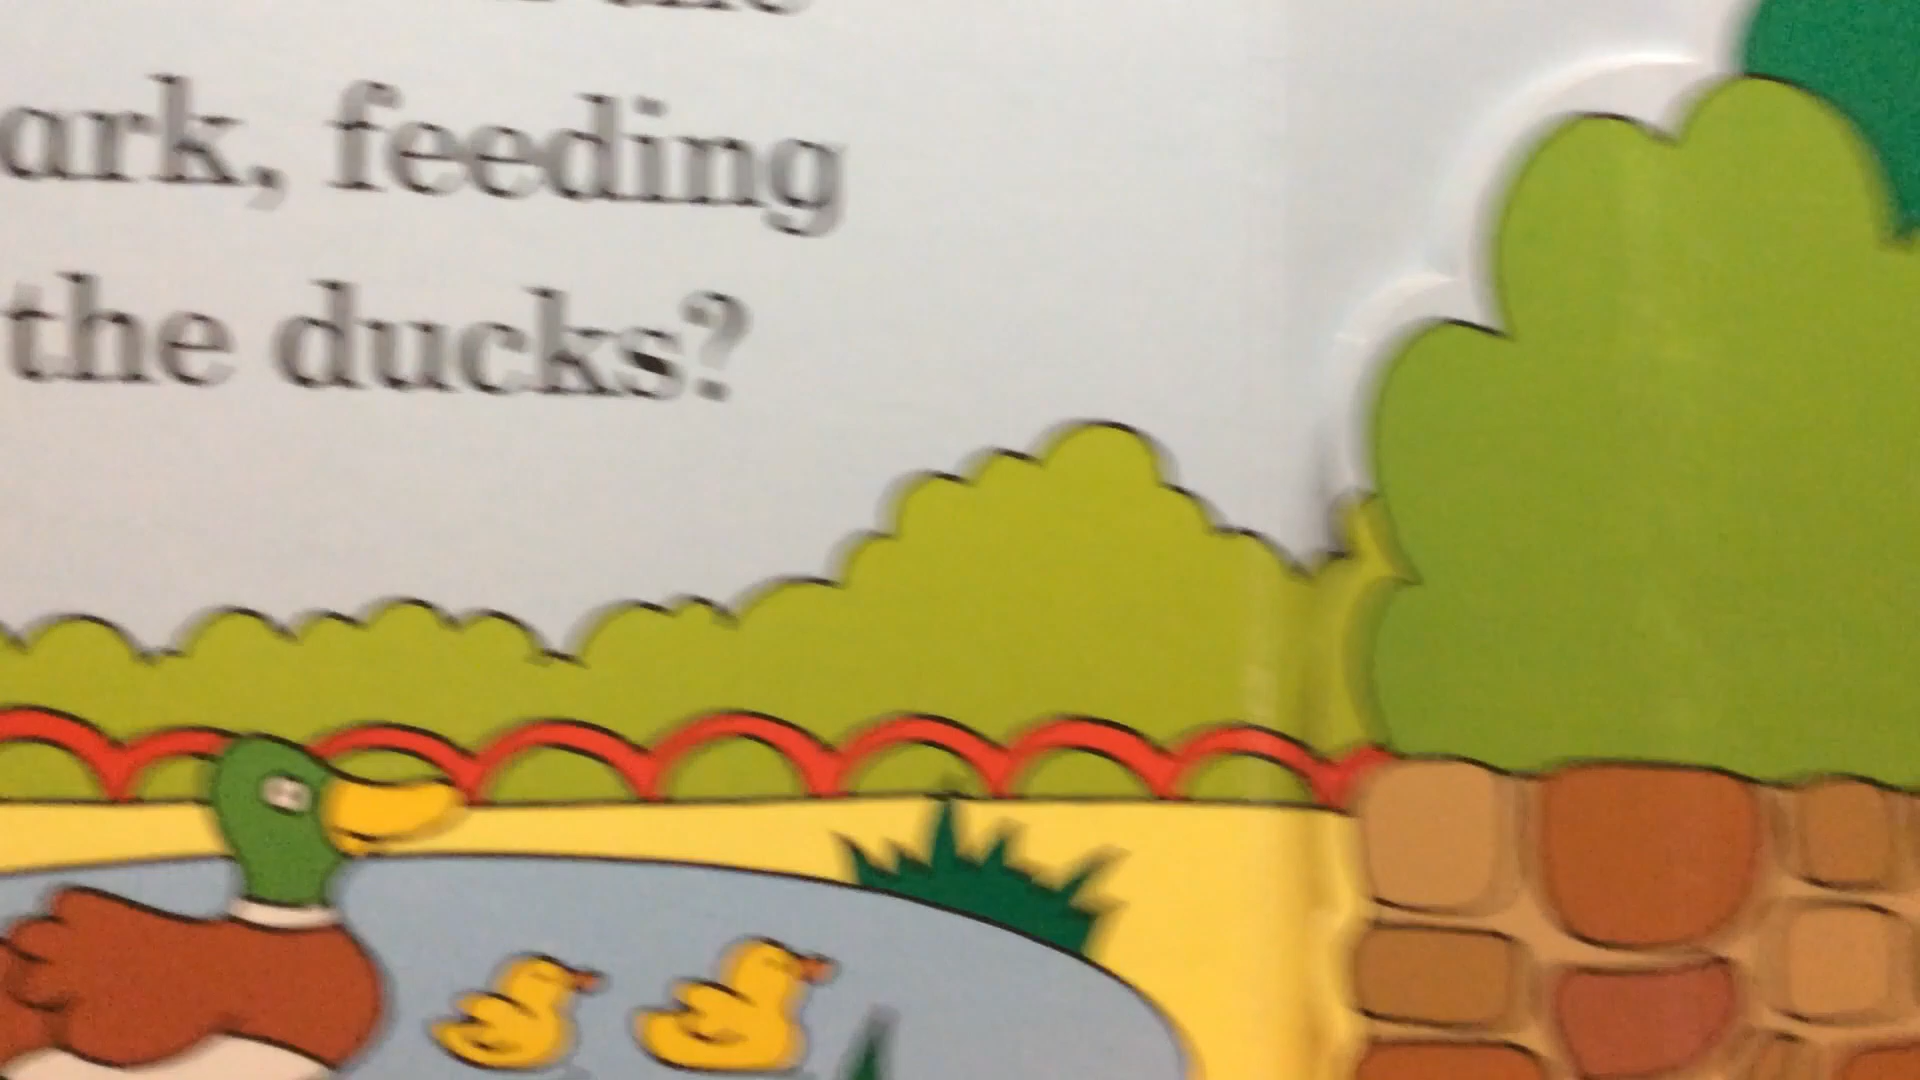 ark, feeding
the ducks?